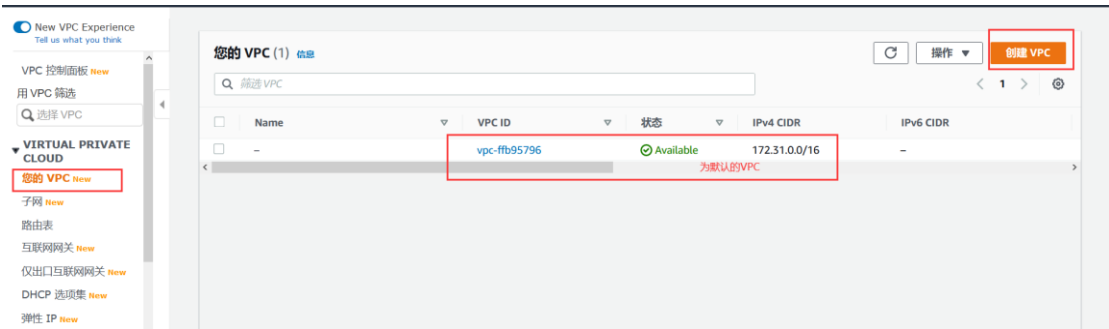 New VPC Experience
Tell us what you think
VPC 控制面板 New
用 VPC 筛选
选择 VPC
VIRTUAL PRIVATE
CLOUD
您的 VPC New
子网 New
路由表
互联网网关 New
仅出口互联网网关 New
DHCP 选项集 New
弹性 IP New
您的 VPC (1) 信息
操作
创建 VPC
筛选 VPC
1
Name VPC ID 状态 IPv4 CIDR IPv6 CIDR
– vpc-ffb95796 Available 172.31.0.0/16 –
为默认的VPC